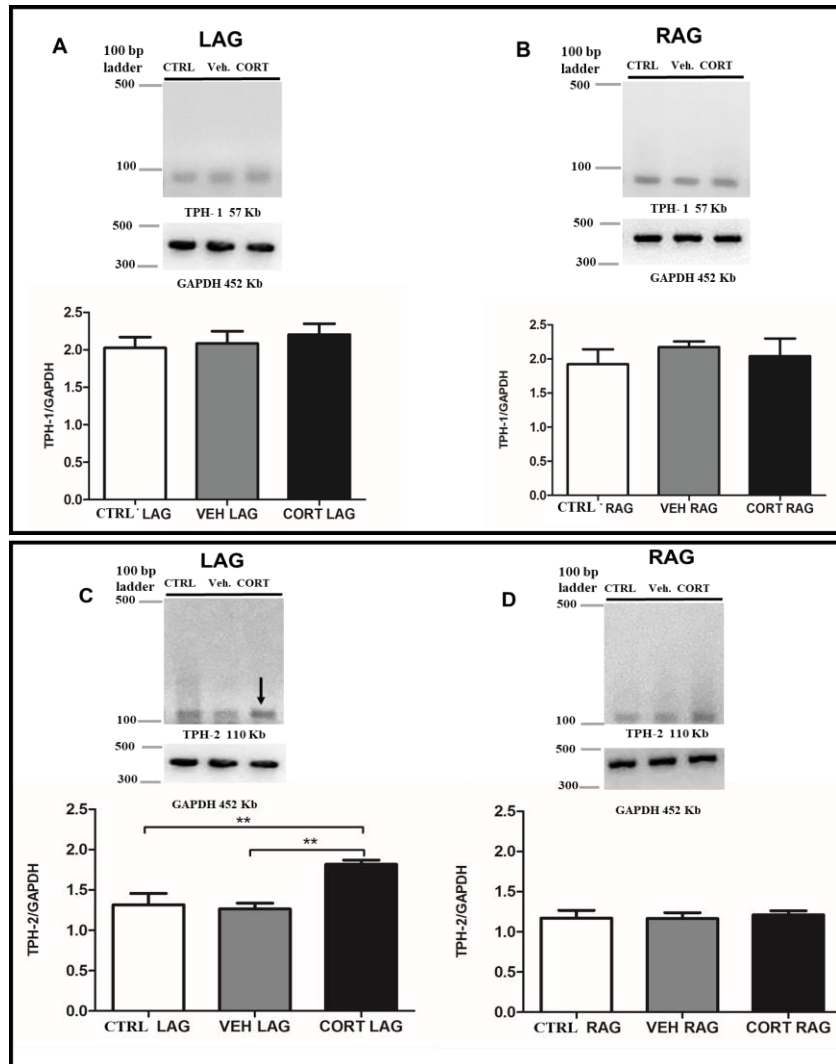 A
LAG
100 bp
ladder
CTRL Veh. CORT
500
100
TPH- 1 57 Kb
500
300
GAPDH 452 Kb
TPH-1/GAPDH
2.5
2.0
1.5
1.0
0.5
0.0
CTRL LAG VEH LAG CORT LAG
B
RAG
100 bp
ladder
CTRL Veh. CORT
500
100
TPH- 1 57 Kb
500
300
GAPDH 452 Kb
TPH-1/GAPDH
2.5
2.0
1.5
1.0
0.5
0.0
CTRL RAG VEH RAG CORT RAG
C
LAG
100 bp
ladder
CTRL Veh. CORT
500
100
TPH-2 110 Kb
500
300
GAPDH 452 Kb
TPH-2/GAPDH
2.5
2.0
1.5
1.0
0.5
0.0
**
**
CTRL LAG VEH LAG CORT LAG
D
RAG
100 bp
ladder
CTRL Veh. CORT
500
100
TPH-2 110 Kb
500
300
GAPDH 452 Kb
TPH-2/GAPDH
2.5
2.0
1.5
1.0
0.5
0.0
CTRL RAG VEH RAG CORT RAG